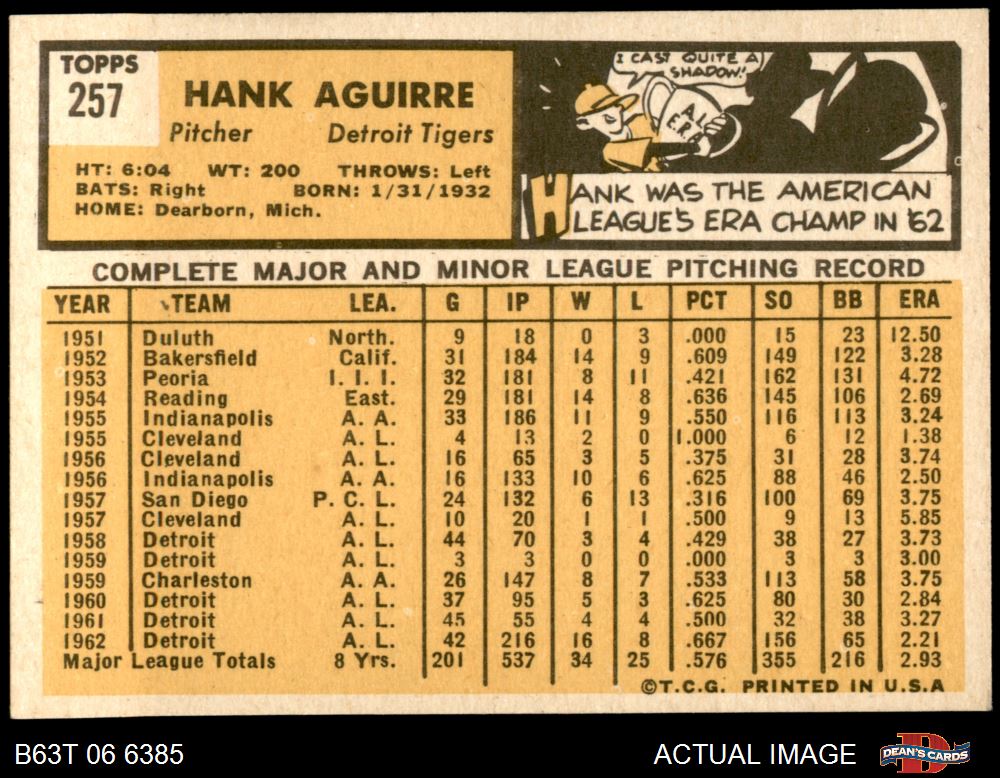 TOPPS
257
HANK AGUIRRE
Pitcher Detroit Tigers
HT: 6:04 WT: 200 THROWS: Left
BATS: Right BORN: 1/31/1932
HOME: Dearborn, Mich.
I CAST QUITE A
SHADOW!
A.L.
ERA
HANK WAS THE AMERICAN
LEAGUE'S ERA CHAMP IN '62
COMPLETE MAJOR AND MINOR LEAGUE PITCHING RECORD
YEAR TEAM LEA. G IP W L PCT SO BB ERA
1951 Duluth North. 9 18 0 3 .000 15 23 12.50
1952 Bakersfield Calif. 31 184 14 9 .609 149 122 3.28
1953 Peoria I. I. I. 32 181 8 11 .421 162 131 4.72
1954 Reading East. 29 181 14 8 .636 145 106 2.69
1955 Indianapolis A. A. 33 186 11 9 .550 116 113 3.24
1955 Cleveland A. L. 4 13 2 0 1.000 6 12 1.38
1956 Cleveland A. L. 16 65 3 5 .375 31 28 3.74
1956 Indianapolis A. A. 16 133 10 6 .625 88 46 2.50
1957 San Diego P. C. L. 24 132 6 13 .316 100 69 3.75
1957 Cleveland A. L. 10 20 1 1 .500 9 13 5.85
1958 Detroit A. L. 44 70 3 4 .429 38 27 3.73
1959 Detroit A. L. 3 3 0 0 .000 3 3 3.00
1959 Charleston A. A. 26 147 8 7 .533 113 58 3.75
1960 Detroit A. L. 37 95 5 3 .625 80 30 2.84
1961 Detroit A. L. 45 55 4 4 .500 32 38 3.27
1962 Detroit A. L. 42 216 16 8 .667 156 65 2.21
Major League Totals 8 Yrs. 201 537 34 25 .576 355 216 2.93
©T.C.G. PRINTED IN U.S.A
B63T 06 6385 ACTUAL IMAGE
DEAN'S CARDS